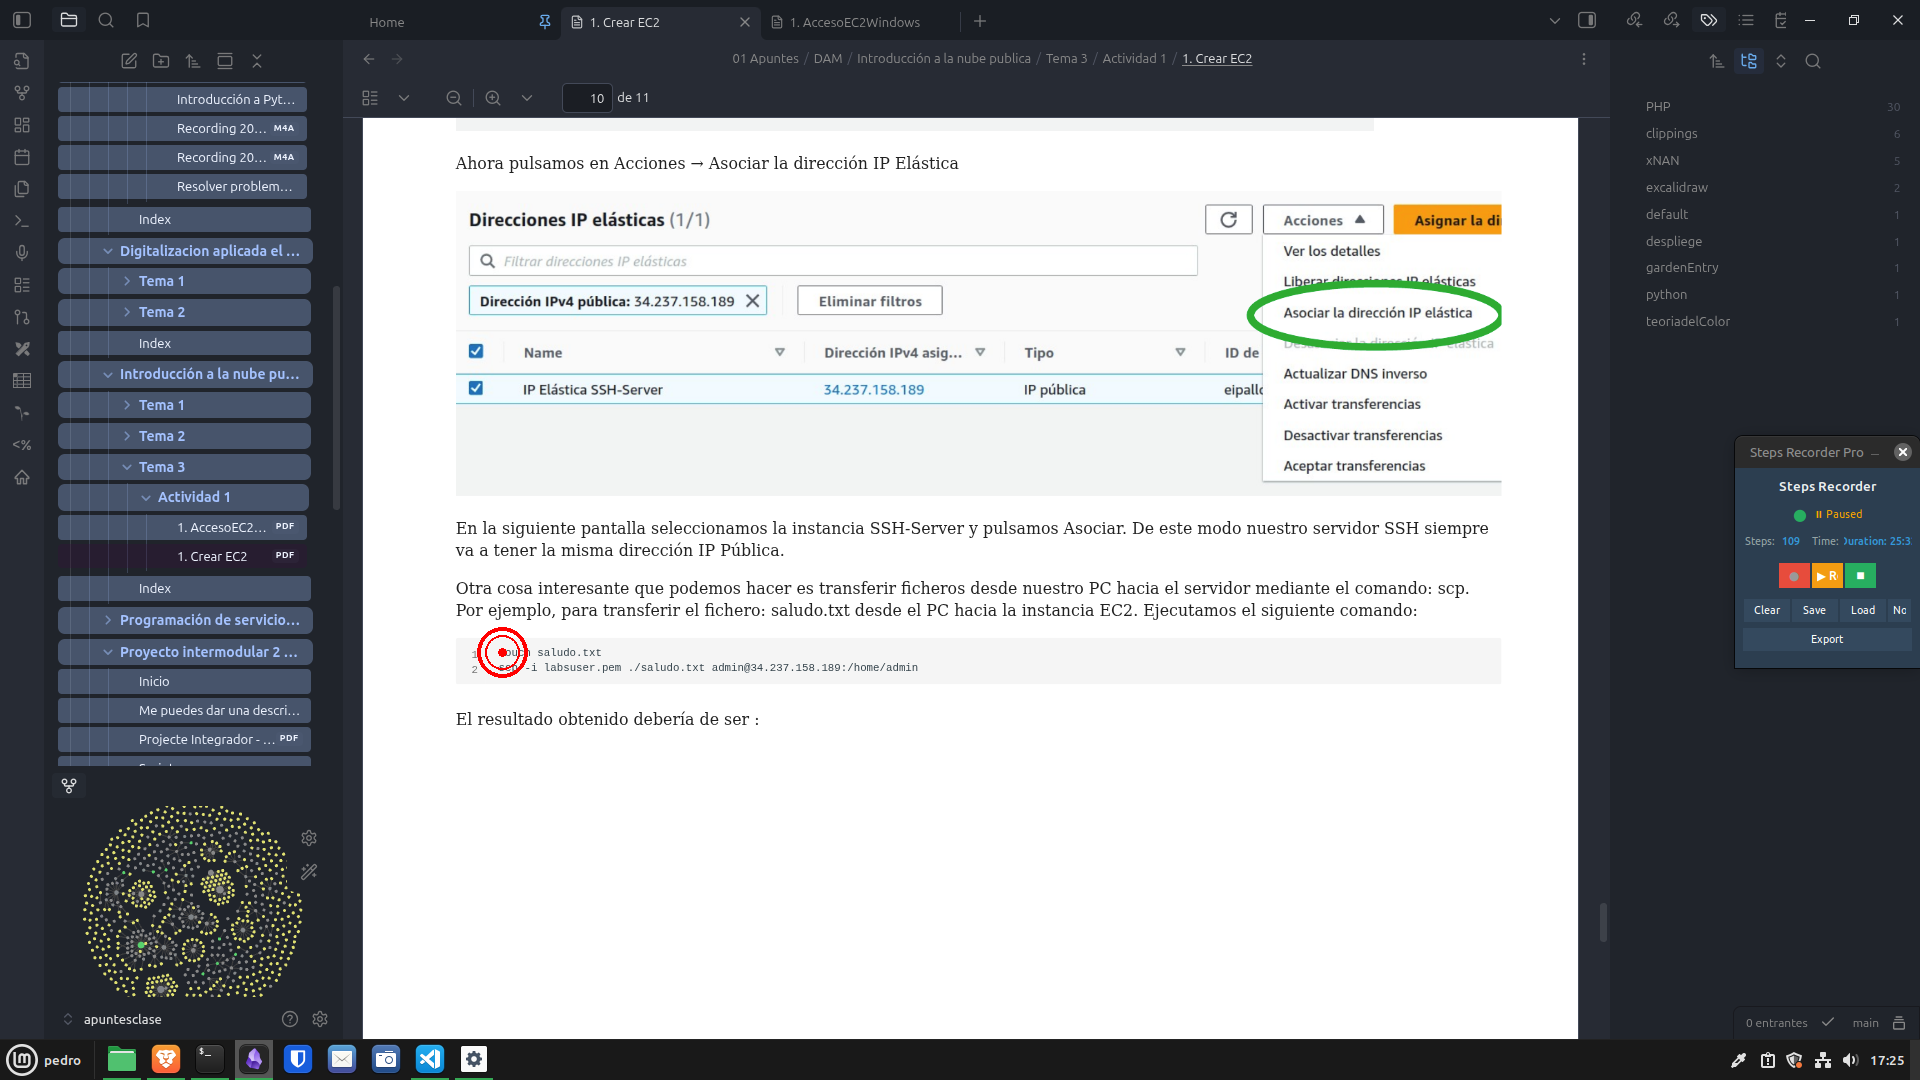 Home
1. Crear EC2
1. AccesoEC2Windows
01 Apuntes / DAM / Introducción a la nube publica / Tema 3 / Actividad 1 / 1. Crear EC2
10 de 11
Introducción a Pyt...
Recording 20... M4A
Recording 20... M4A
Resolver problem...
Index
Digitalizacion aplicada el ...
Tema 1
Tema 2
Index
Introducción a la nube pu...
Tema 1
Tema 2
Tema 3
Actividad 1
1. AccesoEC2... PDF
1. Crear EC2 PDF
Index
Programación de servicio...
Proyecto intermodular 2 ...
Inicio
Me puedes dar una descri...
Projecte Integrador - ... PDF
apuntesclase
Ahora pulsamos en Acciones → Asociar la dirección IP Elástica
Direcciones IP elásticas (1/1)
Acciones
Asignar la di
Filtrar direcciones IP elásticas
Dirección IPv4 pública: 34.237.158.189
Eliminar filtros
Name
Dirección IPv4 asig...
Tipo
ID de
IP Elástica SSH-Server
34.237.158.189
IP pública
eipallo
Ver los detalles
Liberar direcciones IP elásticas
Asociar la dirección IP elástica
Desasociar la dirección IP elástica
Actualizar DNS inverso
Activar transferencias
Desactivar transferencias
Aceptar transferencias
En la siguiente pantalla seleccionamos la instancia SSH-Server y pulsamos Asociar. De este modo nuestro servidor SSH siempre
va a tener la misma dirección IP Pública.
Otra cosa interesante que podemos hacer es transferir ficheros desde nuestro PC hacia el servidor mediante el comando: scp.
Por ejemplo, para transferir el fichero: saludo.txt desde el PC hacia la instancia EC2. Ejecutamos el siguiente comando:
1 touch saludo.txt
2 scp -i labsuser.pem ./saludo.txt admin@34.237.158.189:/home/admin
El resultado obtenido debería de ser :
PHP 30
clippings 6
xNAN 5
excalidraw 2
default 1
despliege 1
gardenEntry 1
python 1
teoriadelColor 1
Steps Recorder Pro
Steps Recorder
Paused
Steps: 109 Time: Duration: 25:3
R
Clear
Save
Load
No
Export
0 entrantes
main
pedro
17:25